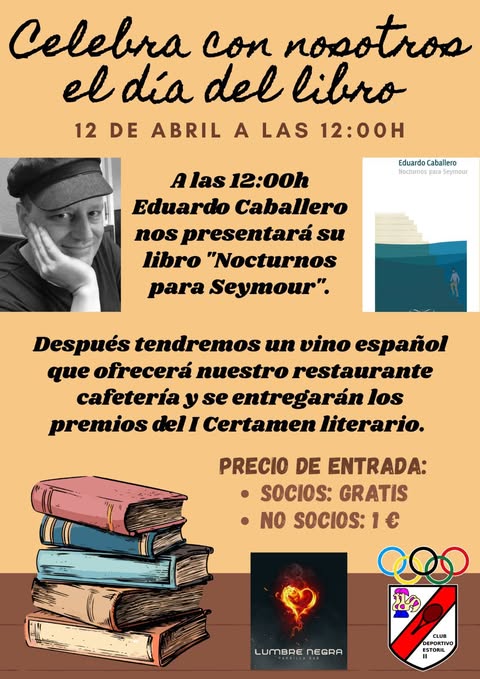 Celebra con nosotros
el día del libro
12 DE ABRIL A LAS 12:00H
A las 12:00h
Eduardo Caballero
nos presentará su
libro "Nocturnos
para Seymour".
Eduardo Caballero
Nocturnos para Seymour
Después tendremos un vino español
que ofrecerá nuestro restaurante
cafetería y se entregarán los
premios del I Certamen literario.
PRECIO DE ENTRADA:
• SOCIOS: GRATIS
• NO SOCIOS: 1 €
LUMBRE NEGRA
PARRILLA BAR
CLUB
DEPORTIVO
ESTORIL
II